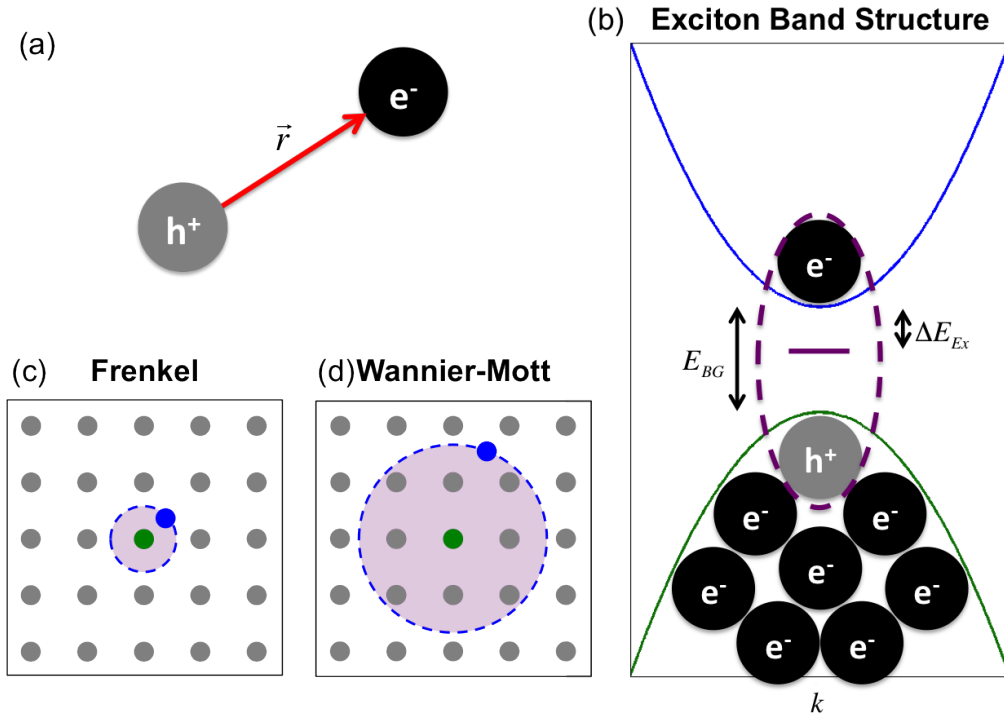 (a)
e-
r
h+
(b) Exciton Band Structure
e-
E_BG
ΔE_Ex
h+
e-
e-
e-
e-
e-
e-
e-
k
(c) Frenkel
(d) Wannier-Mott